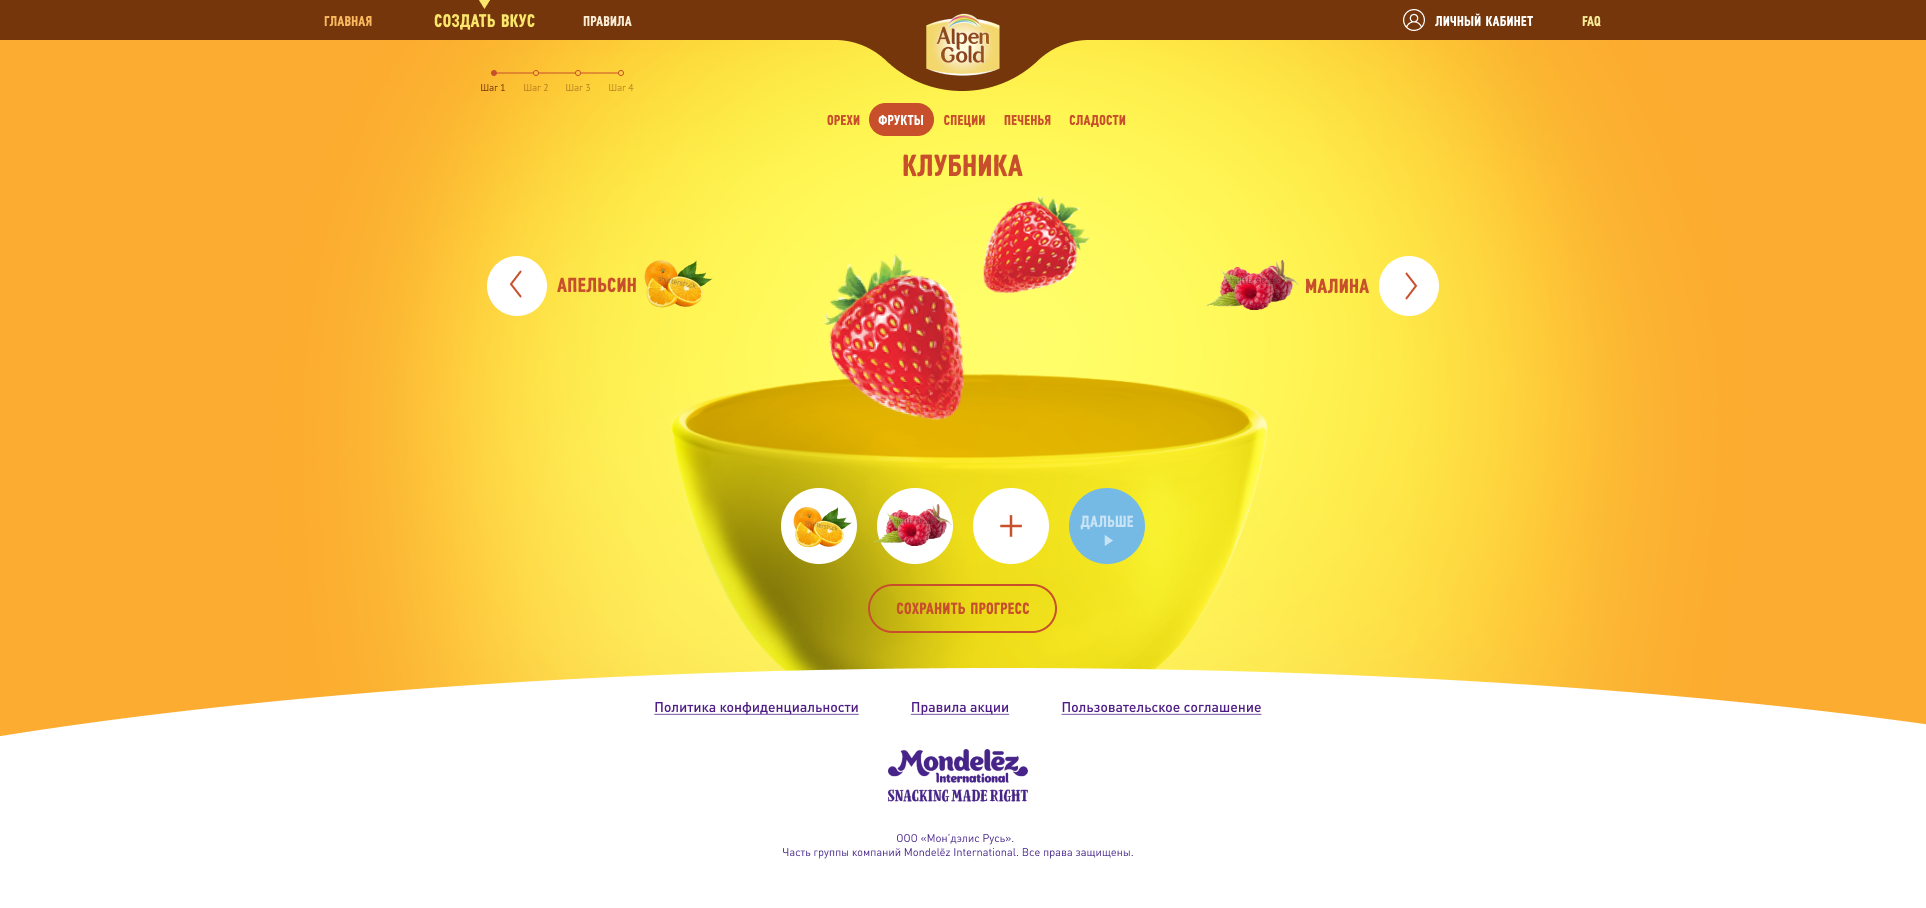 ГЛАВНАЯ
СОЗДАТЬ ВКУС
ПРАВИЛА
Alpen
Gold
ЛИЧНЫЙ КАБИНЕТ
FAQ
Шаг 1
Шаг 2
Шаг 3
Шаг 4
ОРЕХИ
ФРУКТЫ
СПЕЦИИ
ПЕЧЕНЬЯ
СЛАДОСТИ
КЛУБНИКА
АПЕЛЬСИН
МАЛИНА
ДАЛЬШЕ
СОХРАНИТЬ ПРОГРЕСС
Политика конфиденциальности
Правила акции
Пользовательское соглашение
Mondelēz
International
SNACKING MADE RIGHT
ООО «Мон'дэлис Русь».
Часть группы компаний Mondelēz International. Все права защищены.